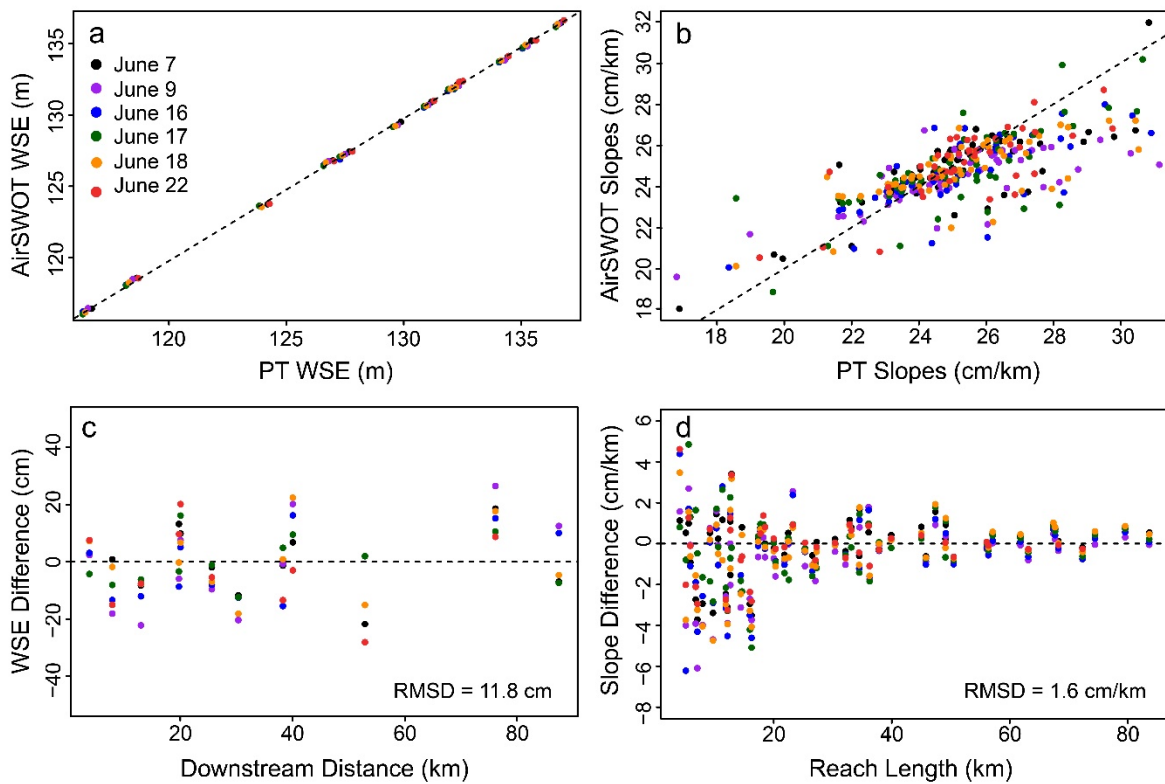 a
June 7
June 9
June 16
June 17
June 18
June 22
AirSWOT WSE (m)
120
125
130
135
120
125
130
135
PT WSE (m)
b
AirSWOT Slopes (cm/km)
18
20
22
24
26
28
30
32
18
20
22
24
26
28
30
PT Slopes (cm/km)
c
WSE Difference (cm)
−40
−20
0
20
40
RMSD = 11.8 cm
20
40
60
80
Downstream Distance (km)
d
Slope Difference (cm/km)
−8
−6
−4
−2
0
2
4
6
RMSD = 1.6 cm/km
20
40
60
80
Reach Length (km)